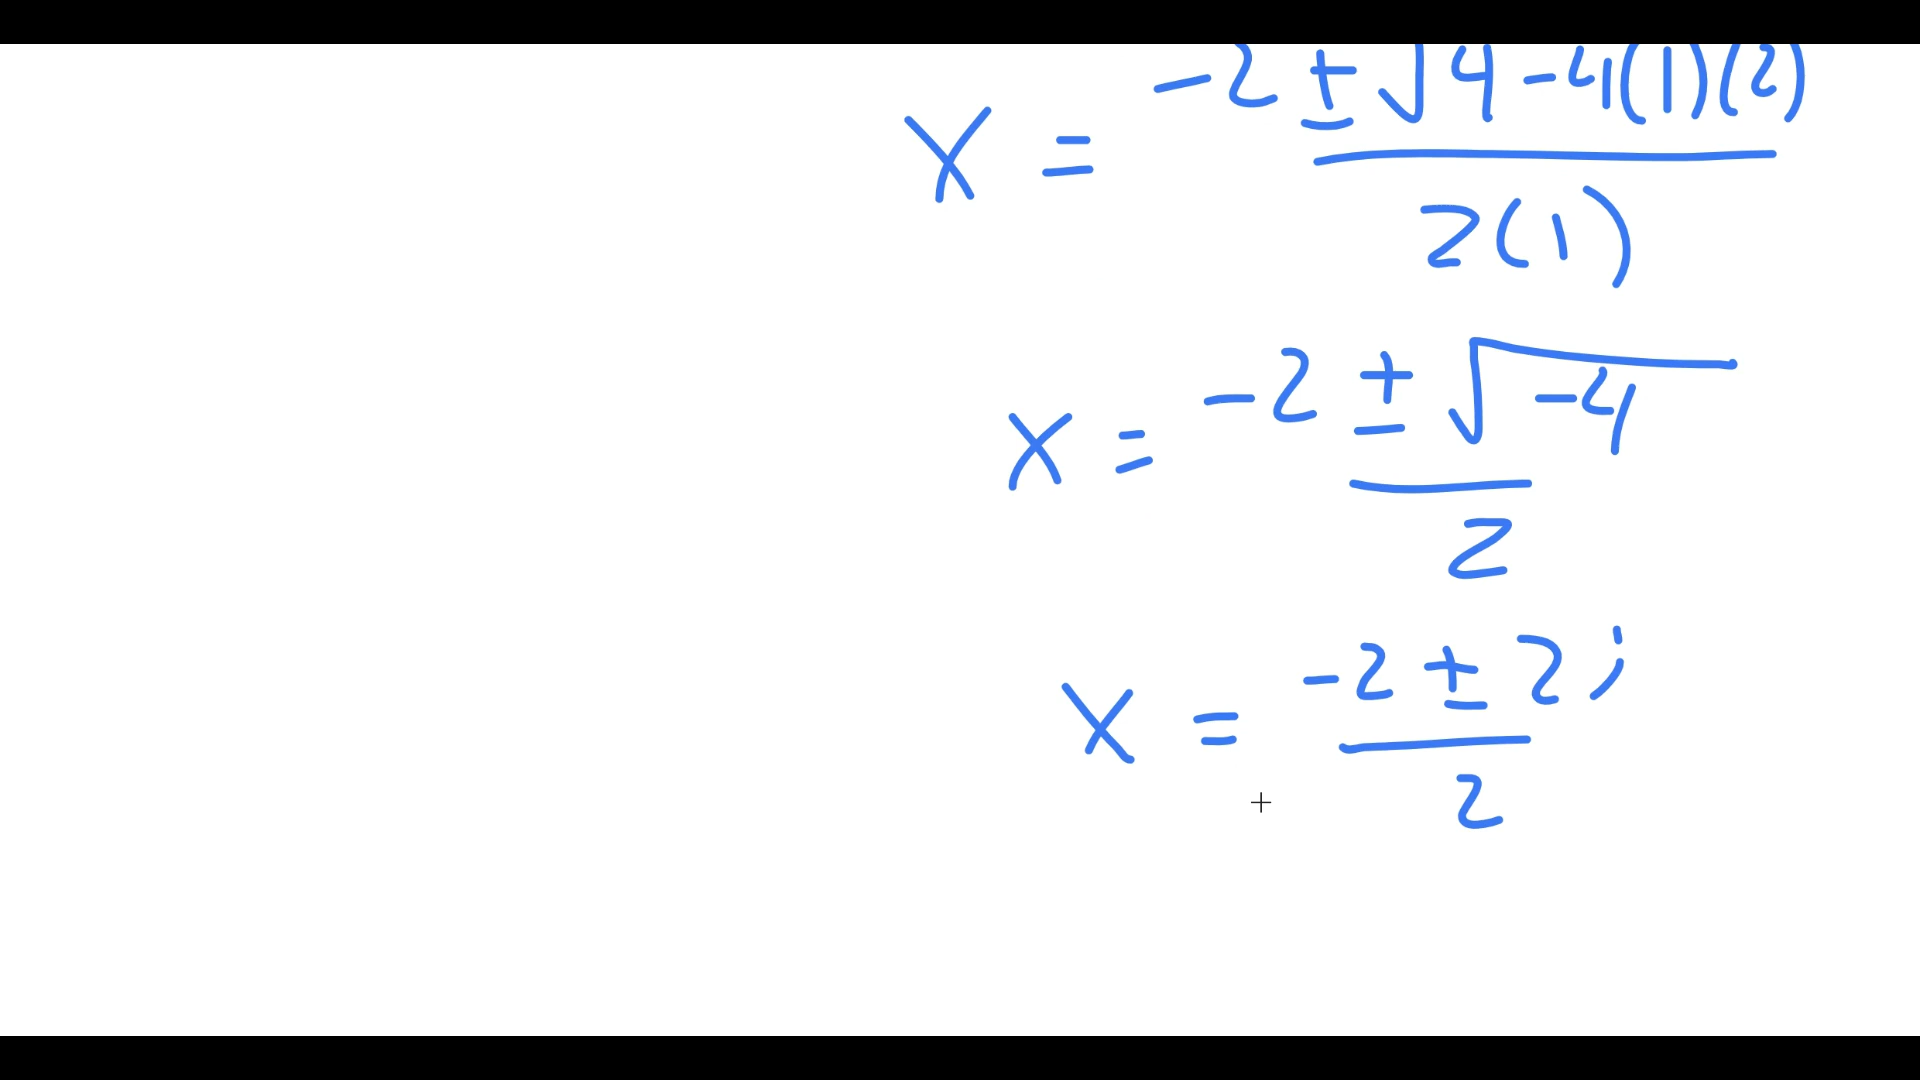 x = -2 ± √4 - 4(1)(2) / 2(1)
x = -2 ± √-4 / 2
x = -2 ± 2i / 2